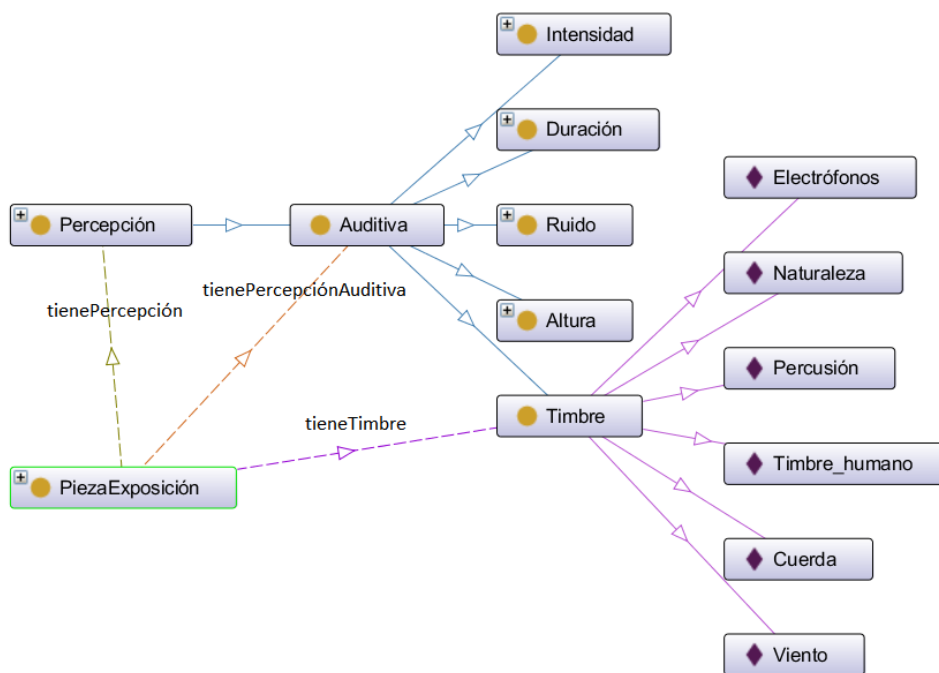 Intensidad
Duración
Electrófonos
Percepción
Auditiva
Ruido
Naturaleza
tienePercepciónAuditiva
tienePercepción
Altura
Percusión
Timbre
tieneTimbre
Timbre_humano
PiezaExposición
Cuerda
Viento